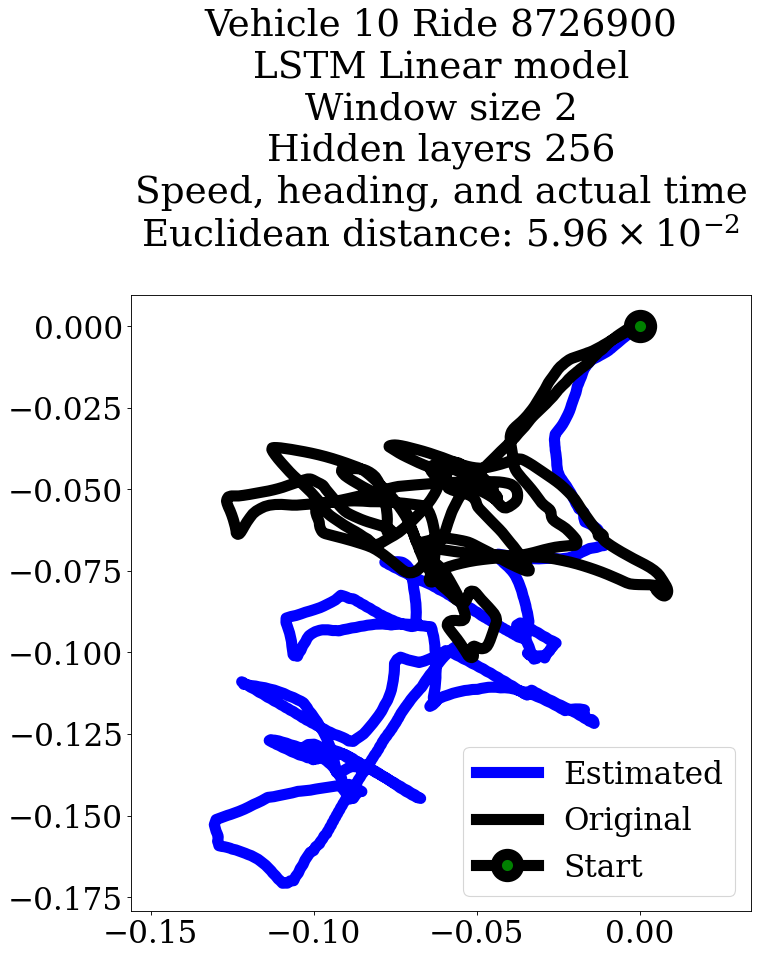 Vehicle 10 Ride 8726900
LSTM Linear model
Window size 2
Hidden layers 256
Speed, heading, and actual time
Euclidean distance: 5.96 × 10⁻²
0.000
−0.025
−0.050
−0.075
−0.100
−0.125
−0.150
−0.175
Estimated
Original
Start
−0.15 −0.10 −0.05 0.00